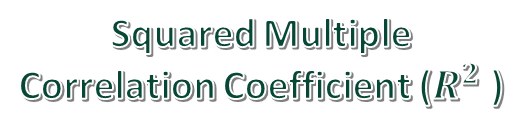 Squared Multiple
Correlation Coefficient (R² )